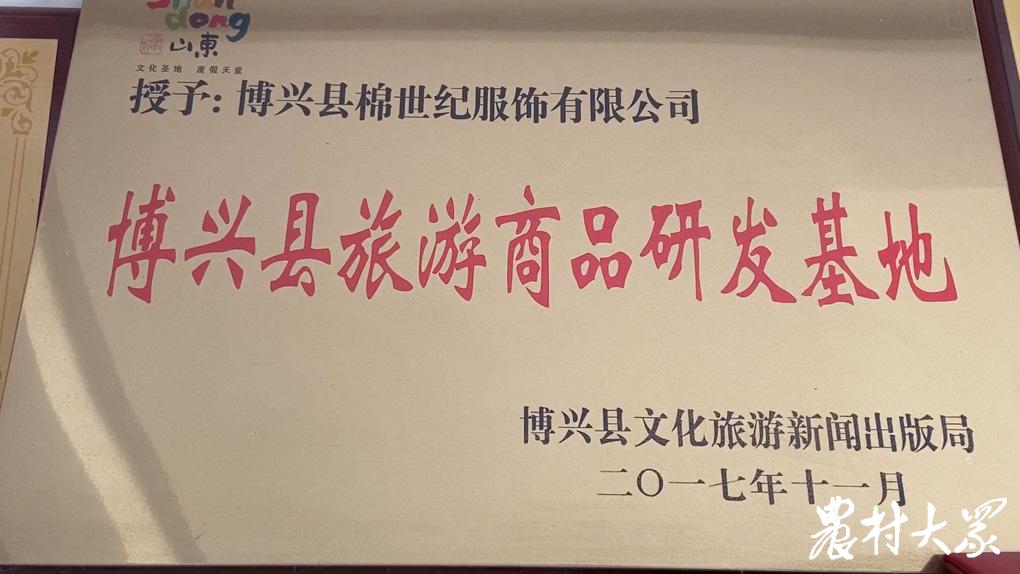 Shan
dong
山東
文化圣地 度假天堂
授予：博兴县棉世纪服饰有限公司
博兴县旅游商品研发基地
博兴县文化旅游新闻出版局
二〇一七年十一月
農村大眾